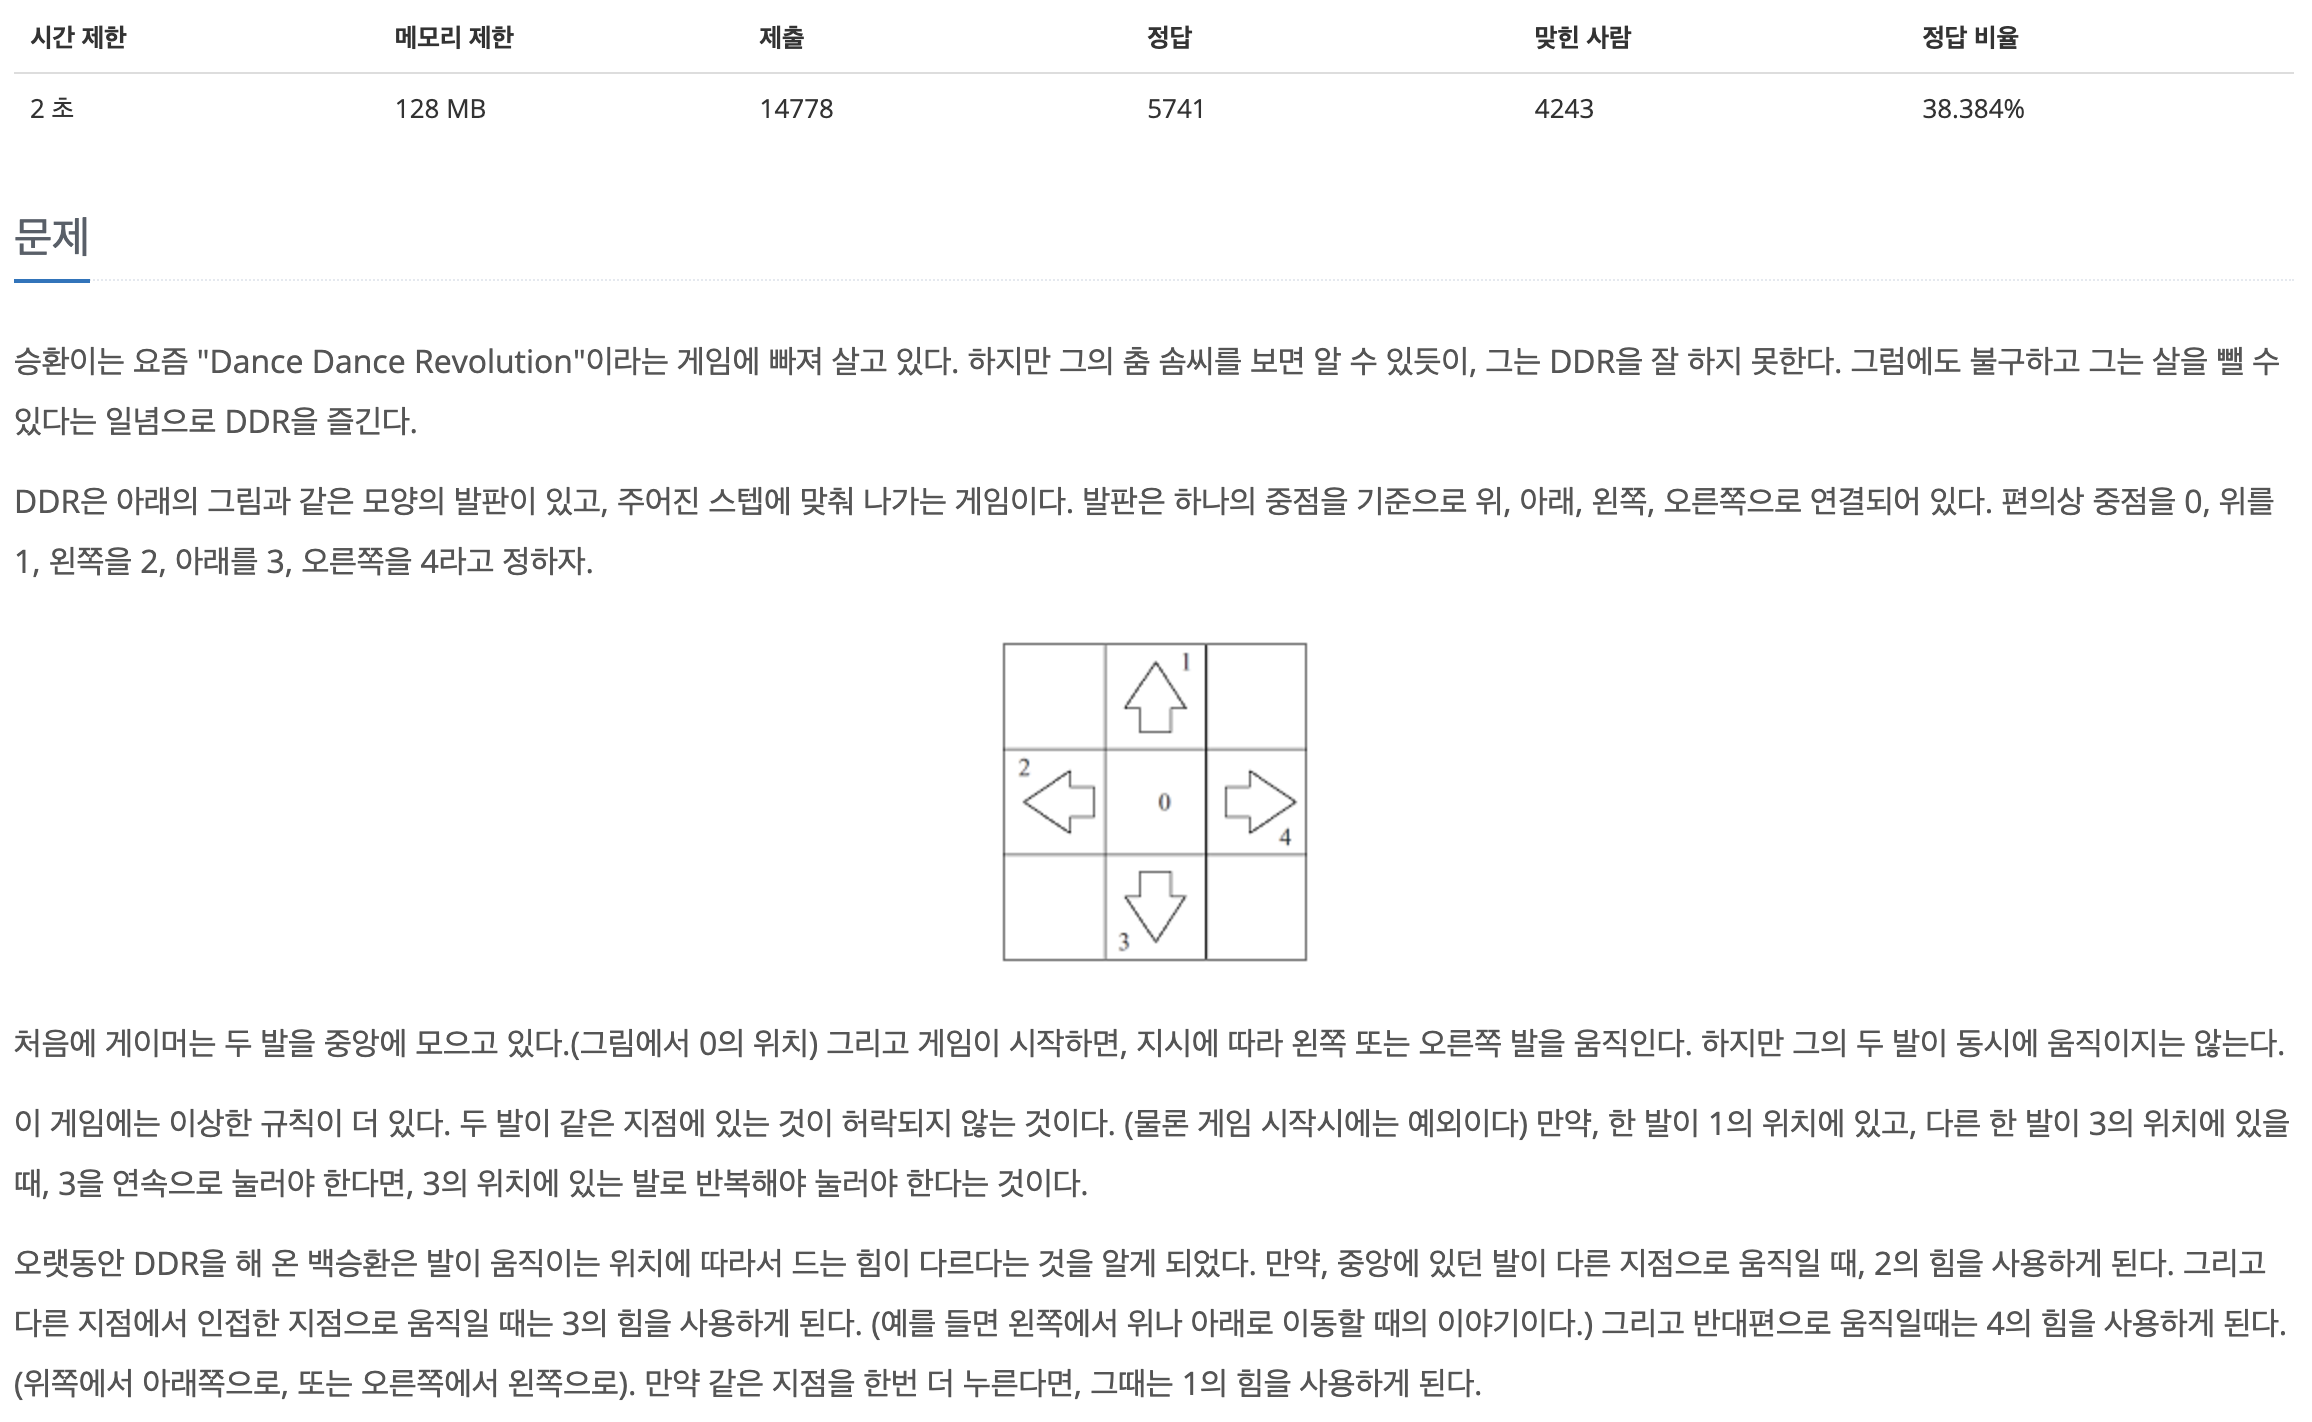 시간 제한 메모리 제한 제출 정답 맞힌 사람 정답 비율
2 초 128 MB 14778 5741 4243 38.384%
문제
승환이는 요즘 "Dance Dance Revolution"이라는 게임에 빠져 살고 있다. 하지만 그의 춤 솜씨를 보면 알 수 있듯이, 그는 DDR을 잘 하지 못한다. 그럼에도 불구하고 그는 살을 뺄 수
있다는 일념으로 DDR을 즐긴다.
DDR은 아래의 그림과 같은 모양의 발판이 있고, 주어진 스텝에 맞춰 나가는 게임이다. 발판은 하나의 중점을 기준으로 위, 아래, 왼쪽, 오른쪽으로 연결되어 있다. 편의상 중점을 0, 위를
1, 왼쪽을 2, 아래를 3, 오른쪽을 4라고 정하자.
1
2
0
4
3
처음에 게이머는 두 발을 중앙에 모으고 있다.(그림에서 0의 위치) 그리고 게임이 시작하면, 지시에 따라 왼쪽 또는 오른쪽 발을 움직인다. 하지만 그의 두 발이 동시에 움직이지는 않는다.
이 게임에는 이상한 규칙이 더 있다. 두 발이 같은 지점에 있는 것이 허락되지 않는 것이다. (물론 게임 시작시에는 예외이다) 만약, 한 발이 1의 위치에 있고, 다른 한 발이 3의 위치에 있을
때, 3을 연속으로 눌러야 한다면, 3의 위치에 있는 발로 반복해야 눌러야 한다는 것이다.
오랫동안 DDR을 해 온 백승환은 발이 움직이는 위치에 따라서 드는 힘이 다르다는 것을 알게 되었다. 만약, 중앙에 있던 발이 다른 지점으로 움직일 때, 2의 힘을 사용하게 된다. 그리고
다른 지점에서 인접한 지점으로 움직일 때는 3의 힘을 사용하게 된다. (예를 들면 왼쪽에서 위나 아래로 이동할 때의 이야기이다.) 그리고 반대편으로 움직일때는 4의 힘을 사용하게 된다.
(위쪽에서 아래쪽으로, 또는 오른쪽에서 왼쪽으로). 만약 같은 지점을 한번 더 누른다면, 그때는 1의 힘을 사용하게 된다.